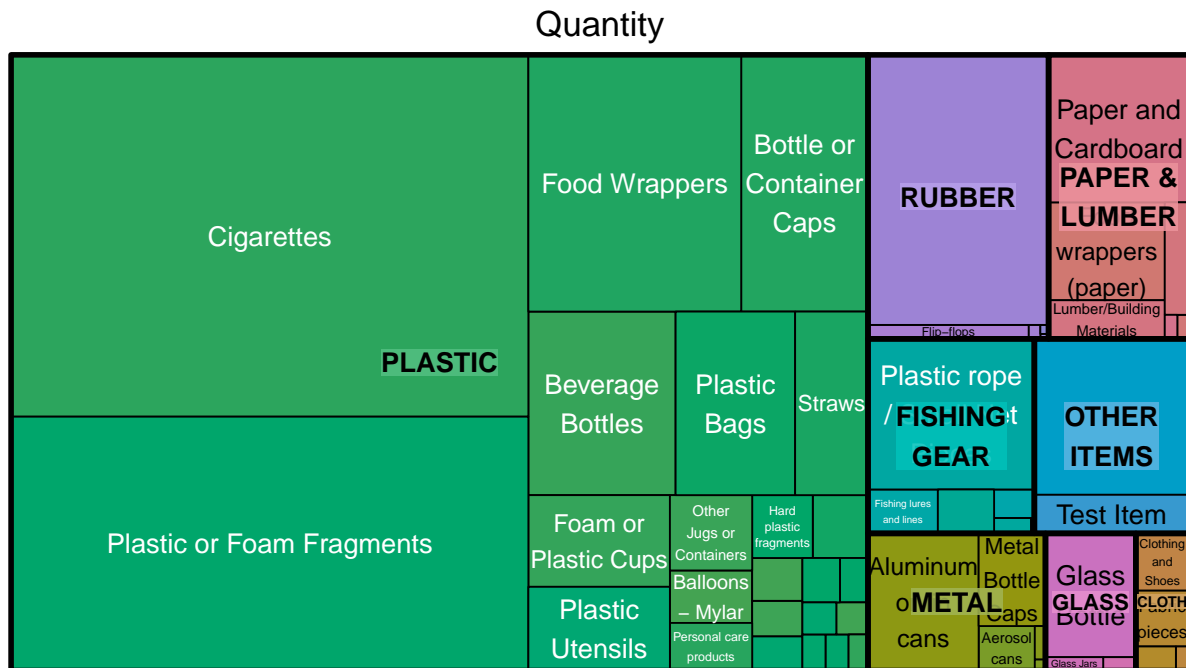 Quantity
Cigarettes
PLASTIC
Plastic or Foam Fragments
Food Wrappers
Bottle or
Container
Caps
Beverage
Bottles
Plastic
Bags
Straws
Foam or
Plastic Cups
Plastic
Utensils
Other
Jugs or
Containers
Balloons
– Mylar
Personal care
products
Hard
plastic
fragments
RUBBER
Flip–flops
Paper and
Cardboard
PAPER &
LUMBER
wrappers
(paper)
Lumber/Building
Materials
Plastic rope
/
FISHING
GEAR
Fishing lures
and lines
OTHER
ITEMS
Test Item
Aluminum
METAL
cans
Metal
Bottle
Caps
Aerosol
cans
Glass
GLASS
Bottle
Glass Jars
Clothing
and
Shoes
CLOTH
pieces